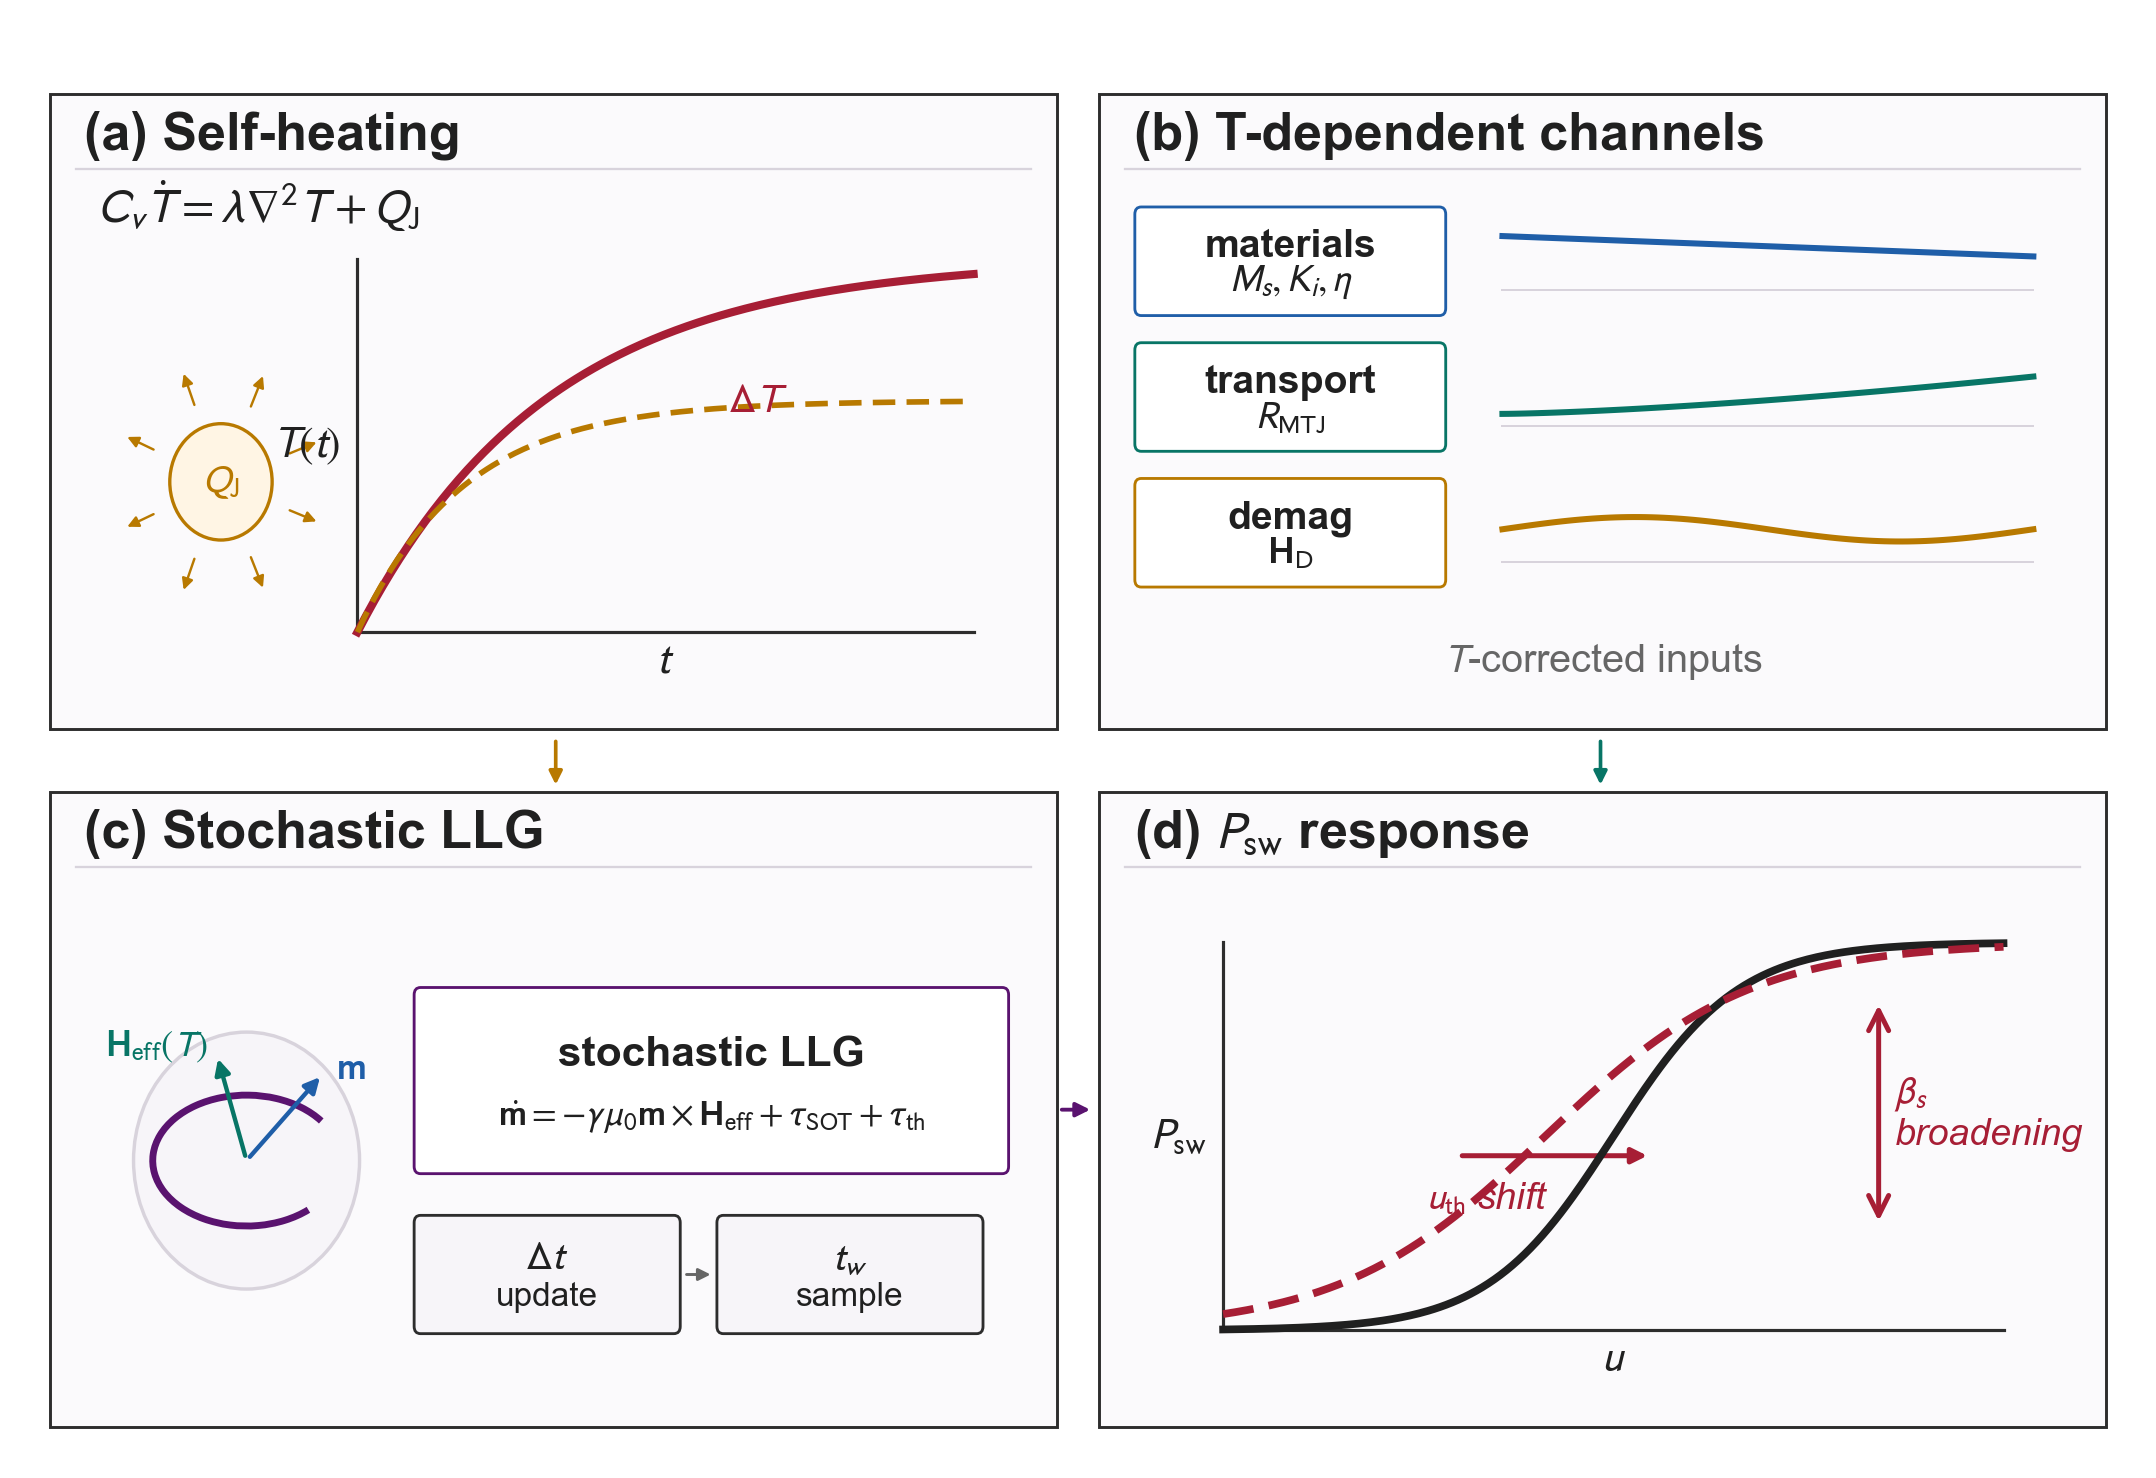 (a) Self-heating
C_v Ṫ = λ∇² T + Q_J
ΔT
T(t)
Q_J
t
(b) T-dependent channels
materials
M_s, K_i, η
transport
R_MTJ
demag
H_D
T-corrected inputs
(c) Stochastic LLG
H_eff(T)
m
stochastic LLG
ṁ = −γμ₀m × H_eff + τ_SOT + τ_th
Δt
update
t_w
sample
(d) P_sw response
P_sw
β_s
broadening
u_th shift
u